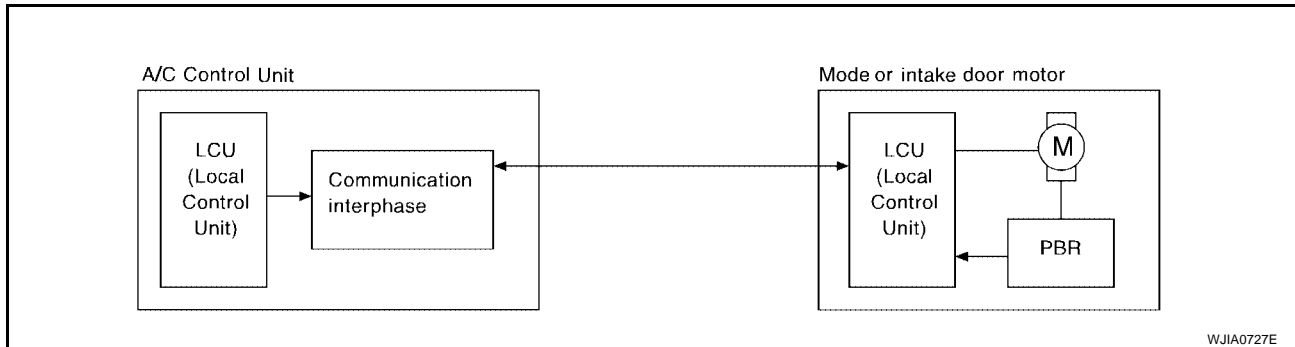 A/C Control Unit
LCU
(Local
Control
Unit)
Communication
interphase
Mode or intake door motor
LCU
(Local
Control
Unit)
M
PBR
WJIA0727E